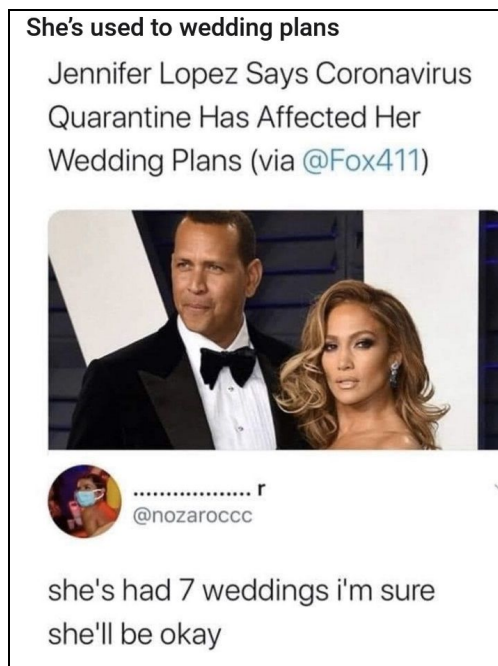 She's used to wedding plans
Jennifer Lopez Says Coronavirus
Quarantine Has Affected Her
Wedding Plans (via @Fox411)
................... r
@nozaroccc
she's had 7 weddings i'm sure
she'll be okay